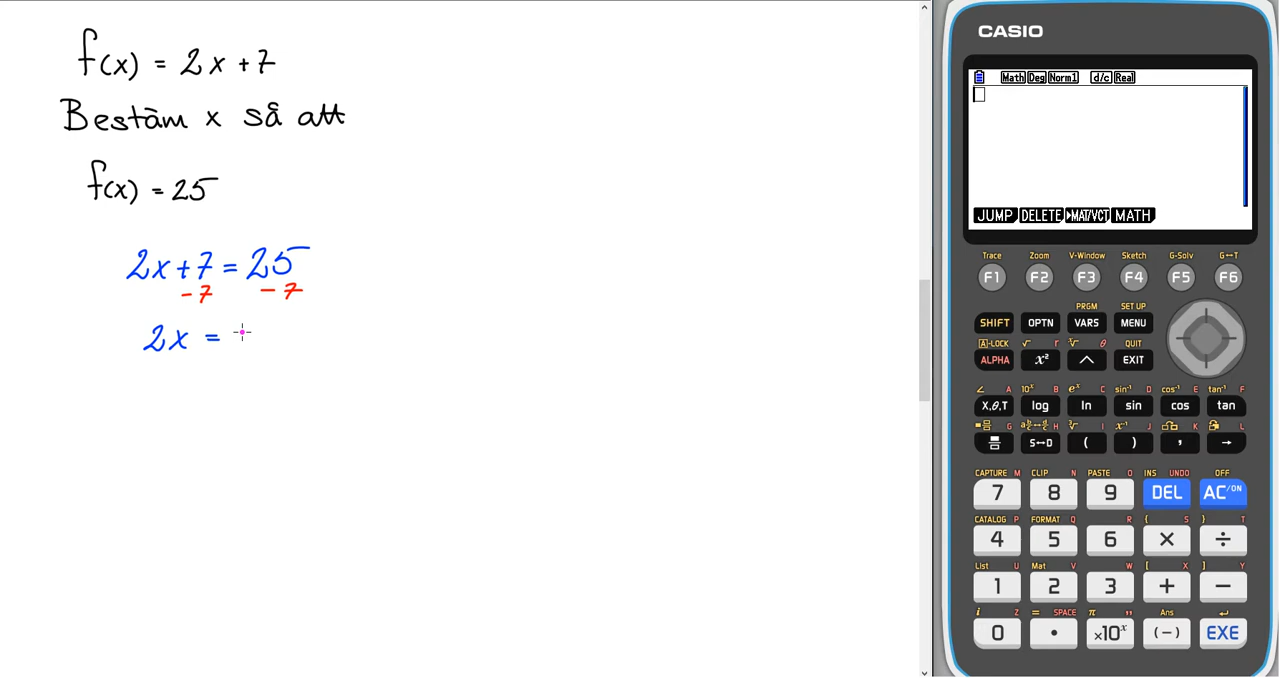 f(x) = 2x+7
Bestäm x så att
f(x) = 25
2x+7 = 25
-7 -7
2x =
CASIO
Math Deg Norm1 d/c Real
JUMP DELETE ►MAT/VCT MATH
Trace Zoom V-Window Sketch G-Solv G↔T
F1 F2 F3 F4 F5 F6
PRGM SET UP
SHIFT OPTN VARS MENU
A-LOCK √ r ˣ√ θ QUIT
ALPHA x² ^ EXIT
∠ A 10ˣ B eˣ C sin⁻¹ D cos⁻¹ E tan⁻¹ F
X,θ,T log ln sin cos tan
G H ³√ I x⁻¹ J K L
S↔D ( ) , →
CAPTURE M CLIP N PASTE O INS UNDO OFF
7 8 9 DEL AC/ON
CATALOG P FORMAT Q R { S } T
4 5 6 × ÷
List U Mat V W [ X ] Y
1 2 3 + −
i Z = SPACE π " Ans ↵
0 • ×10ˣ (−) EXE